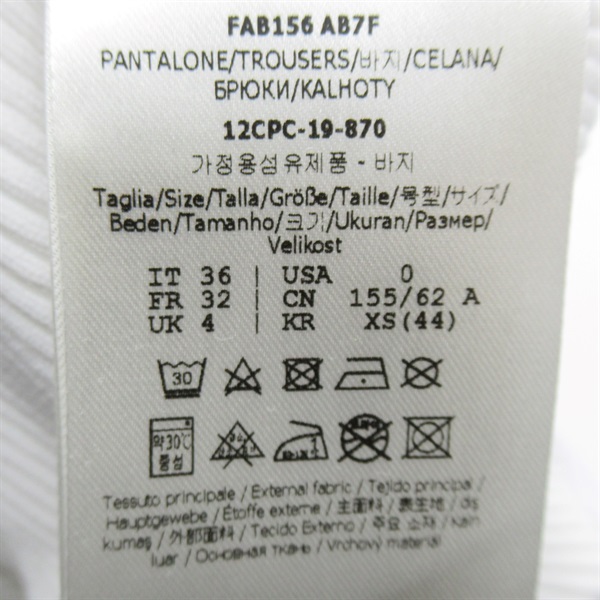 FAB156 AB7F
PANTALONE/TROUSERS/바지/CELANA/
БРЮКИ/KALHOTY
12CPC-19-870
가정용섬유제품 - 바지
Taglia/Size/Talla/Größe/Taille/号型/サイズ/
Beden/Tamanho/크기/Ukuran/Размер/
Velikost
IT 36 | USA 0
FR 32 | CN 155/62 A
UK 4 | KR XS(44)
30
약30℃
중성
Tessuto principale / External fabric / Tejido principal /
Hauptgewebe / Étoffe externe / 主面料 / 表生地 / dış
kumaş / 外部面料 / Tecido Externo / 주요 소재 / Kain
luar / Основная ткань / Vrchový material